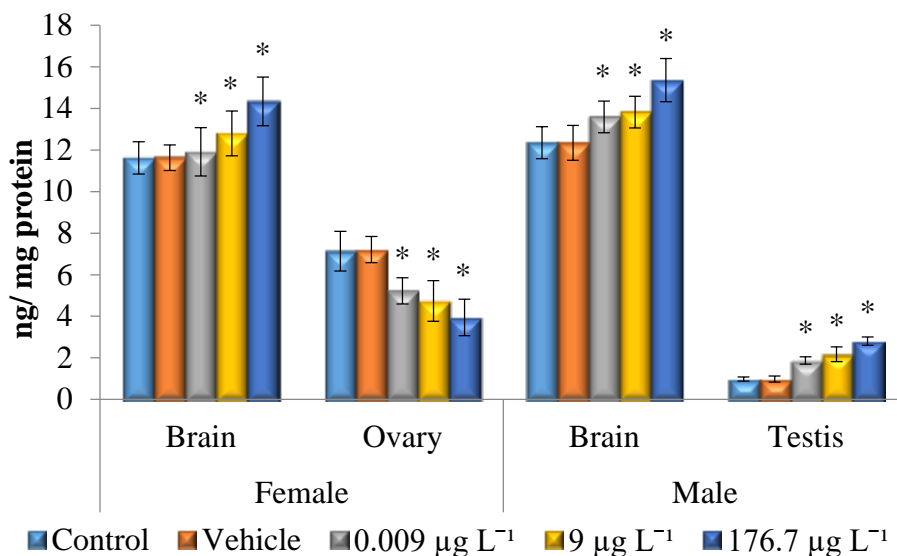 ng/ mg protein
18
16
14
12
10
8
6
4
2
0
* * *
* * *
* * *
* * *
Brain Ovary Brain Testis
Female Male
Control Vehicle 0.009 µg L⁻¹ 9 µg L⁻¹ 176.7 µg L⁻¹